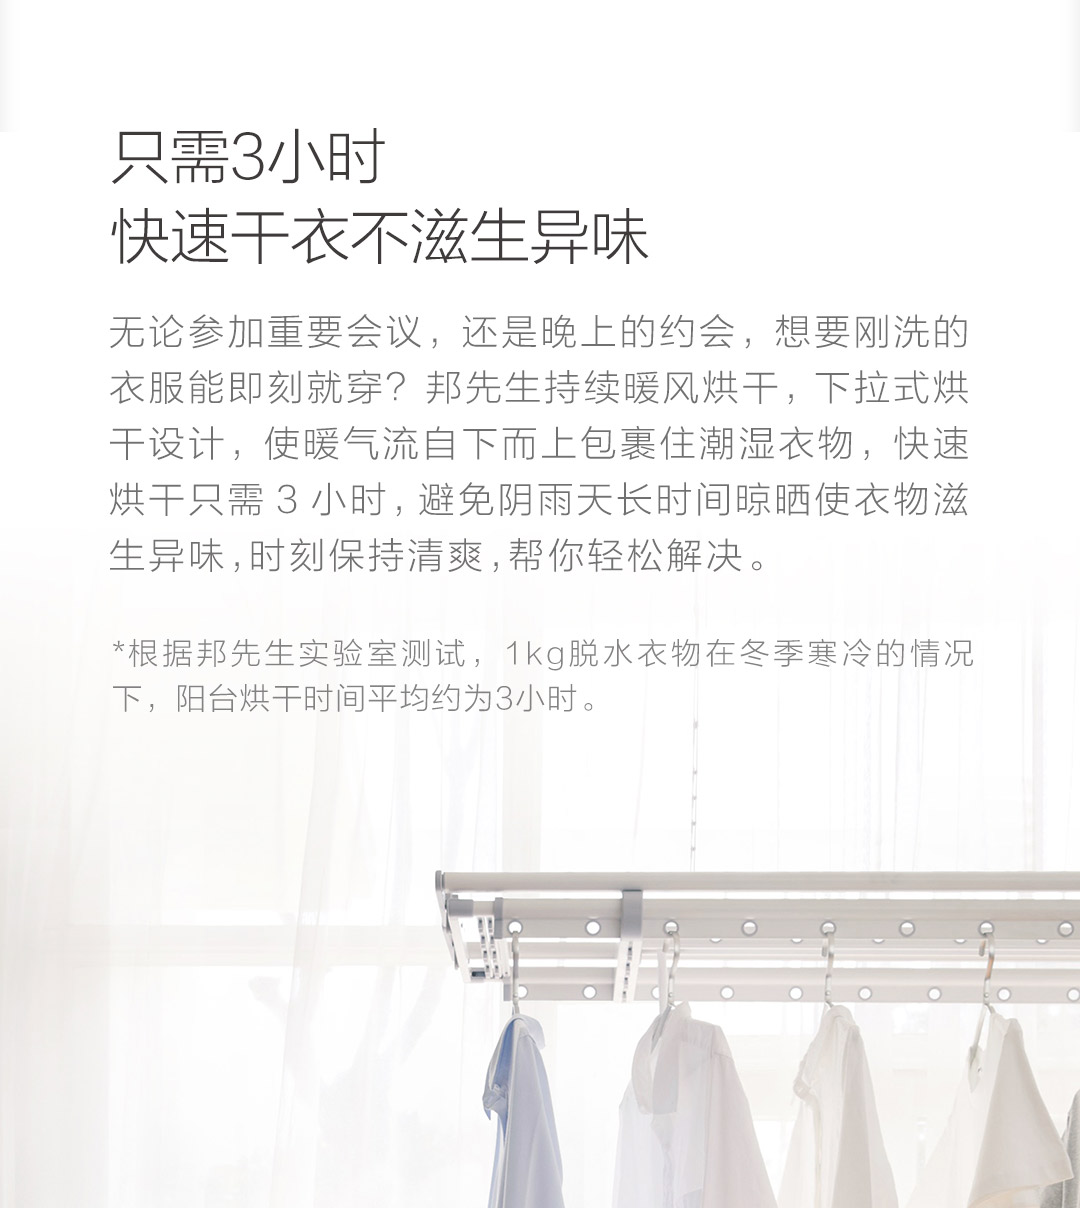 只需3小时
快速干衣不滋生异味
无论参加重要会议，还是晚上的约会，想要刚洗的
衣服能即刻就穿？邦先生持续暖风烘干，下拉式烘
干设计，使暖气流自下而上包裹住潮湿衣物，快速
烘干只需 3 小时，避免阴雨天长时间晾晒使衣物滋
生异味，时刻保持清爽，帮你轻松解决。
*根据邦先生实验室测试，1kg脱水衣物在冬季寒冷的情况
下，阳台烘干时间平均约为3小时。